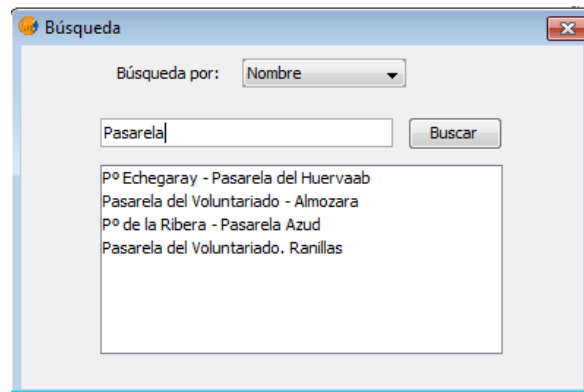 Búsqueda
Búsqueda por: Nombre
Pasarela Buscar
Pº Echegaray - Pasarela del Huervaab
Pasarela del Voluntariado - Almozara
Pº de la Ribera - Pasarela Azud
Pasarela del Voluntariado. Ranillas